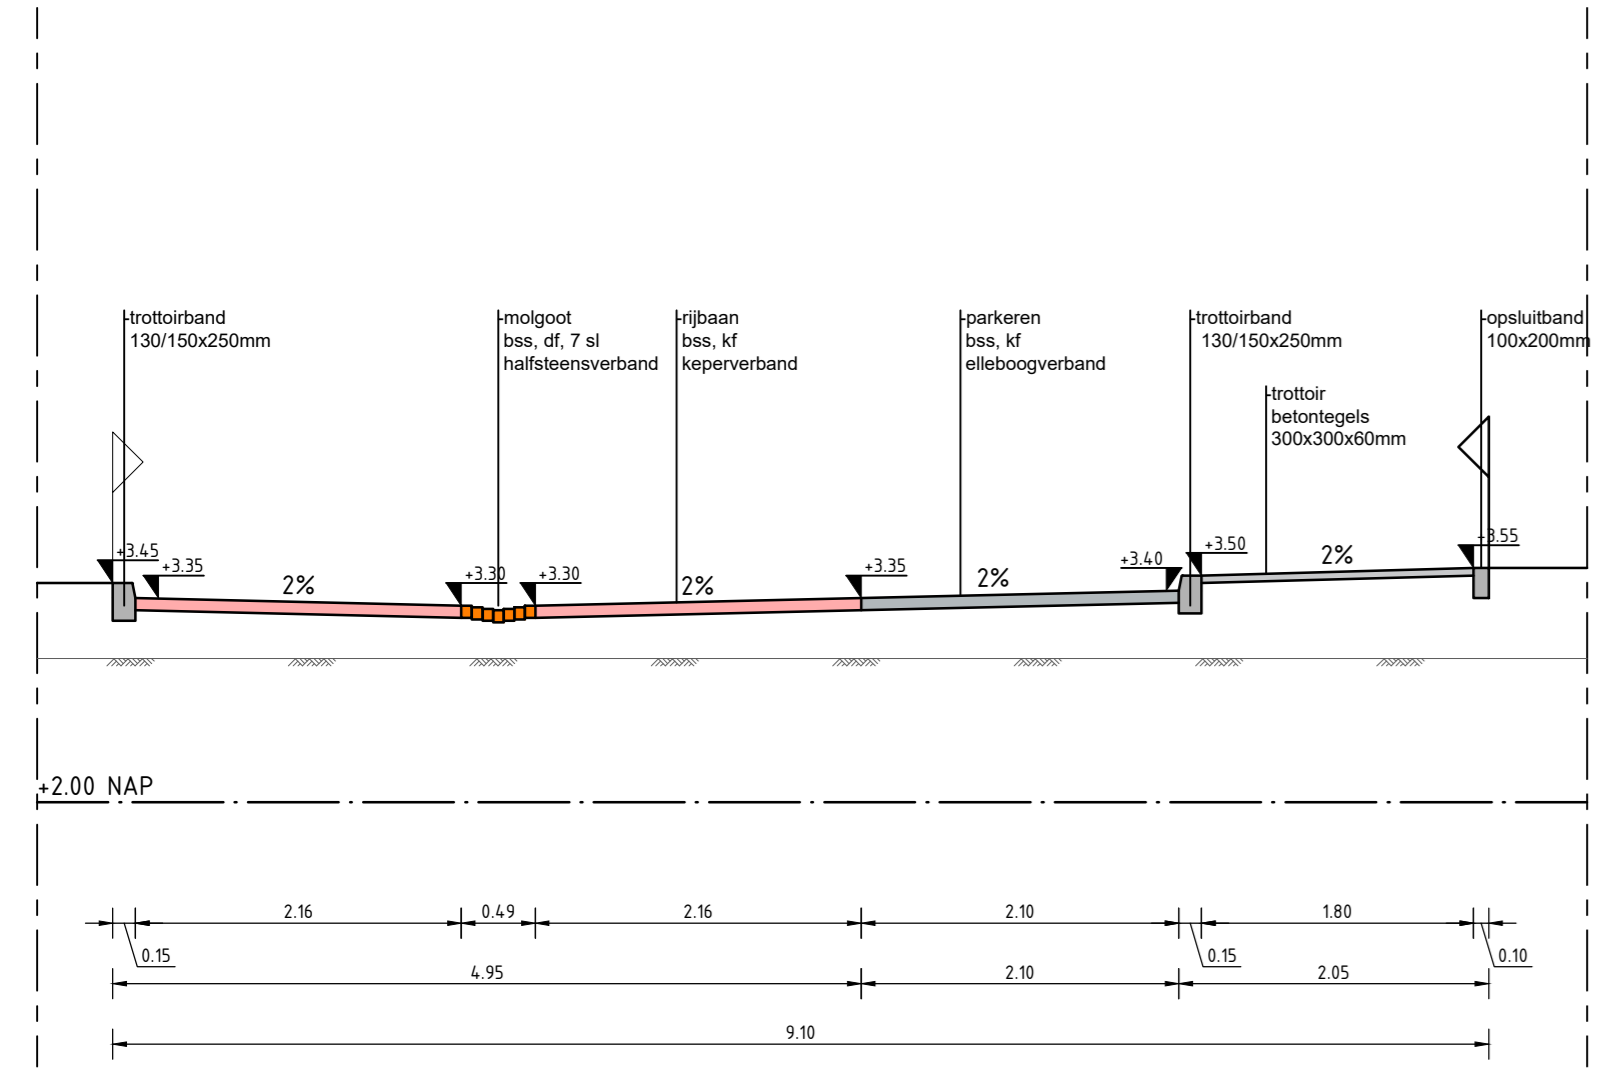 -trottoirband
130/150x250mm
-molgoot
bss, df, 7 sl
halfsteensverband
-rijbaan
bss, kf
keperverband
-parkeren
bss, kf
elleboogverband
-trottoirband
130/150x250mm
-opsluitband
100x200mm
-trottoir
betontegels
300x300x60mm
+3.45
+3.35
2%
+3.30
+3.30
2%
+3.35
2%
+3.40
+3.50
2%
+3.55
+2.00 NAP
2.16
0.49
2.16
2.10
1.80
0.15
0.15
0.10
4.95
2.10
2.05
9.10